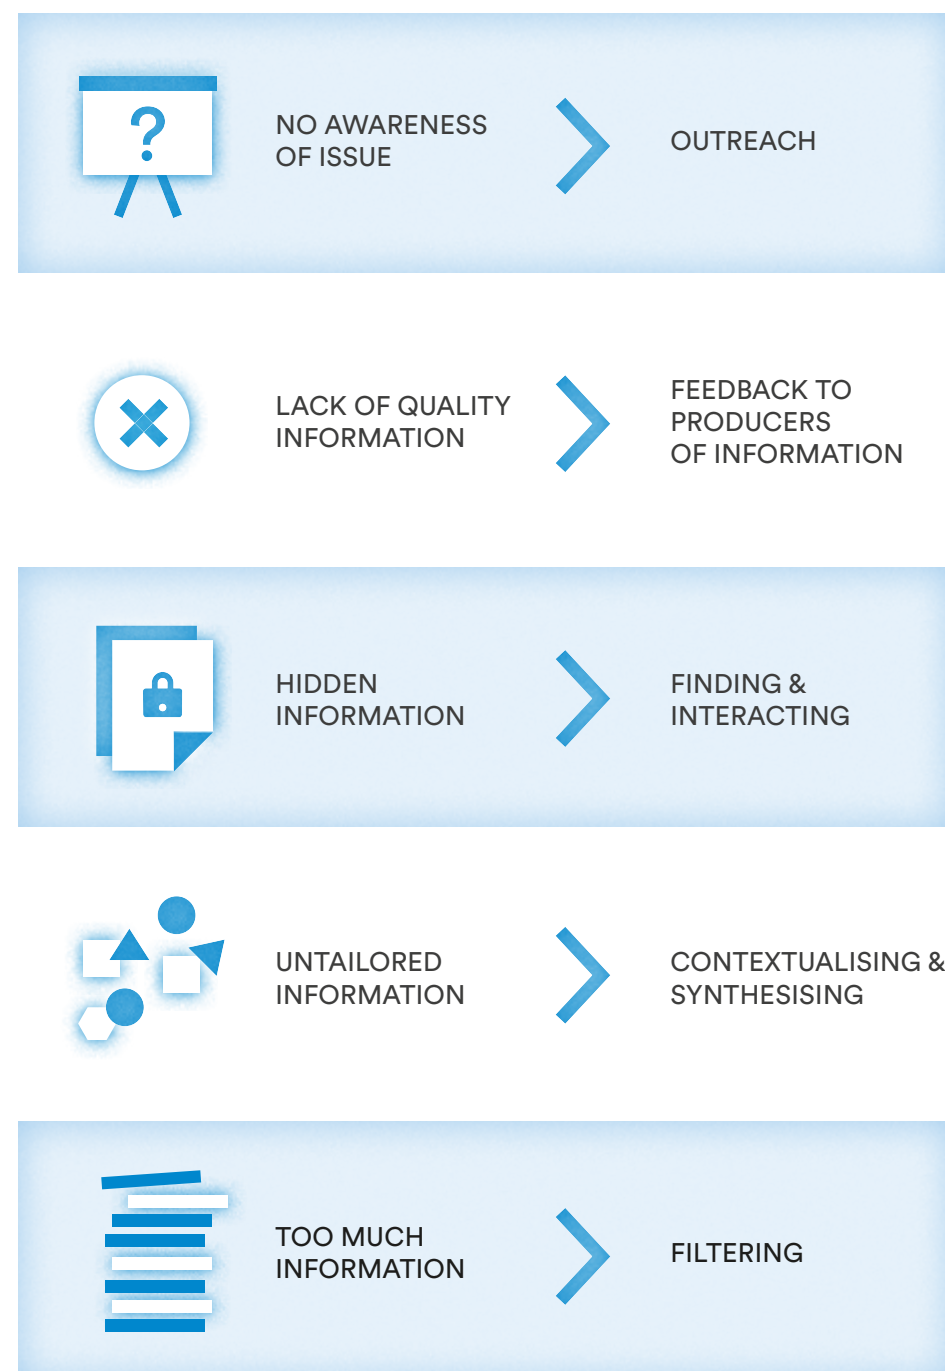 ?
NO AWARENESS
OF ISSUE
OUTREACH
LACK OF QUALITY
INFORMATION
FEEDBACK TO
PRODUCERS
OF INFORMATION
HIDDEN
INFORMATION
FINDING &
INTERACTING
UNTAILORED
INFORMATION
CONTEXTUALISING &
SYNTHESISING
TOO MUCH
INFORMATION
FILTERING